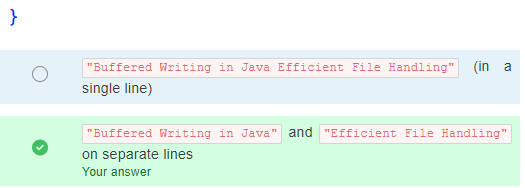 }
"Buffered Writing in Java Efficient File Handling" (in a
single line)
"Buffered Writing in Java" and "Efficient File Handling"
on separate lines
Your answer